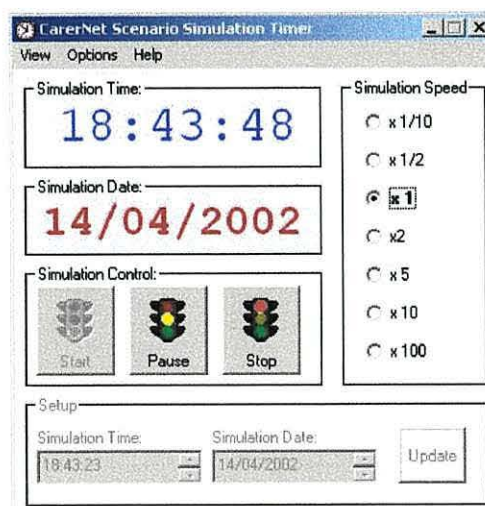 CarerNet Scenario Simulation Timer
View Options Help
Simulation Time:
18:43:48
Simulation Date:
14/04/2002
Simulation Control:
Start Pause Stop
Simulation Speed
x 1/10
x 1/2
x 1
x2
x 5
x 10
x 100
Setup
Simulation Time: Simulation Date:
18:43:23 14/04/2002 Update